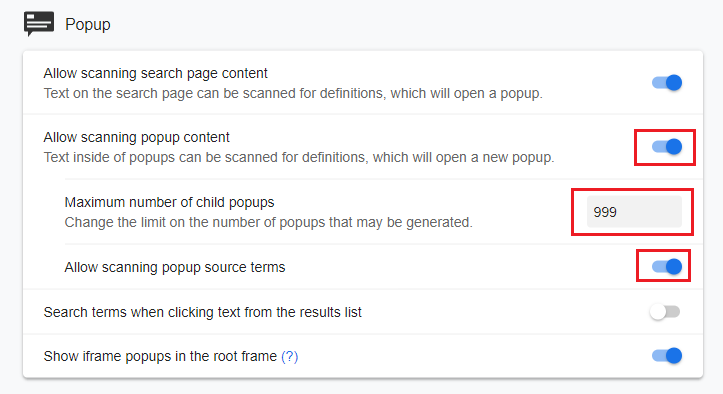 Popup
Allow scanning search page content
Text on the search page can be scanned for definitions, which will open a popup.
Allow scanning popup content
Text inside of popups can be scanned for definitions, which will open a new popup.
Maximum number of child popups
Change the limit on the number of popups that may be generated.
999
Allow scanning popup source terms
Search terms when clicking text from the results list
Show iframe popups in the root frame (?)